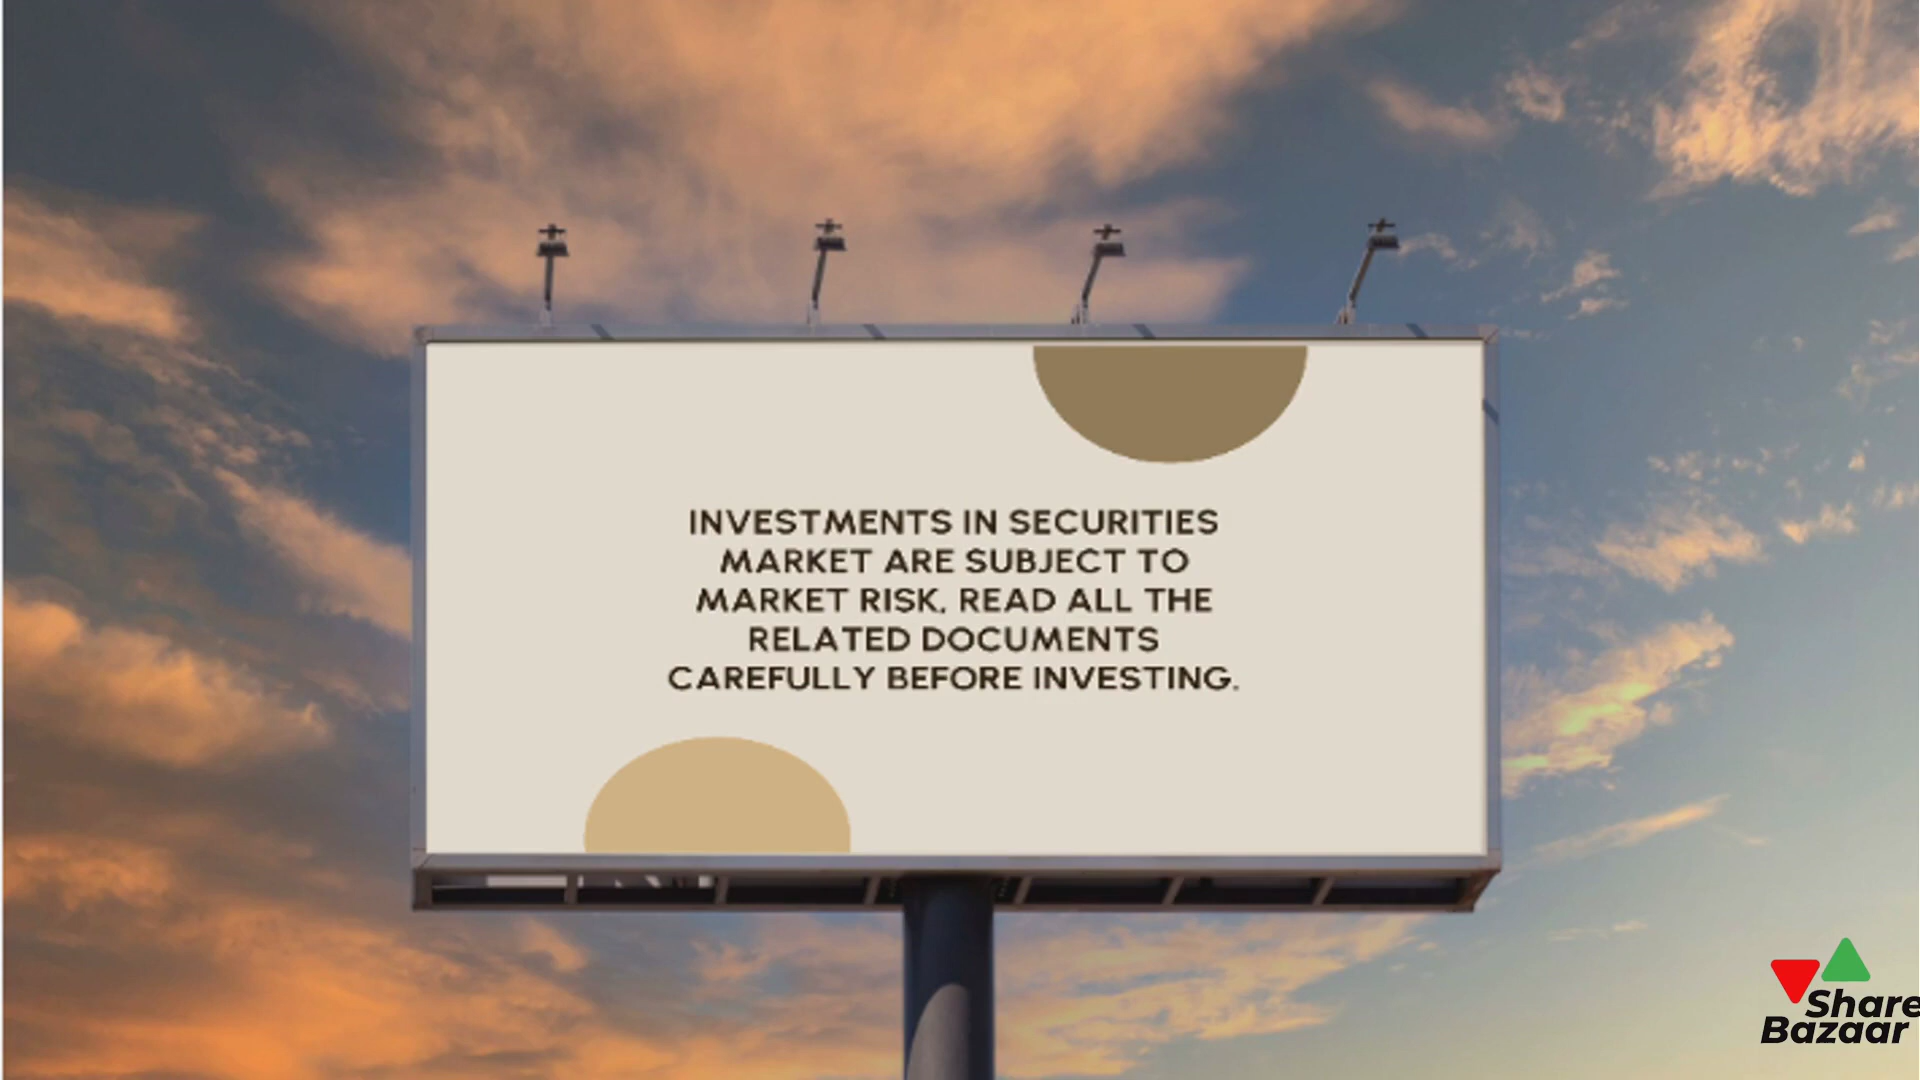 INVESTMENTS IN SECURITIES
MARKET ARE SUBJECT TO
MARKET RISK, READ ALL THE
RELATED DOCUMENTS
CAREFULLY BEFORE INVESTING.
Share
Bazaar